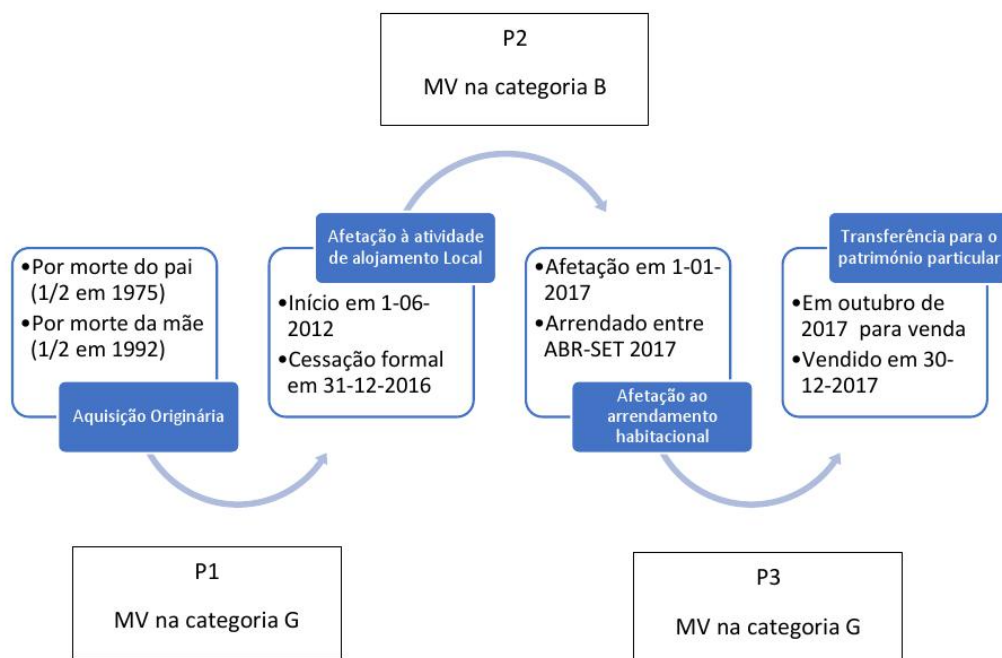 P2
MV na categoria B
•Por morte do pai
(1/2 em 1975)
•Por morte da mãe
(1/2 em 1992)
Aquisição Originária
Afetação à atividade
de alojamento Local
•Início em 1-06-
2012
•Cessação formal
em 31-12-2016
•Afetação em 1-01-
2017
•Arrendado entre
ABR-SET 2017
Afetação ao
arrendamento
habitacional
Transferência para o
património particular
•Em outubro de
2017 para venda
•Vendido em 30-
12-2017
P1
MV na categoria G
P3
MV na categoria G